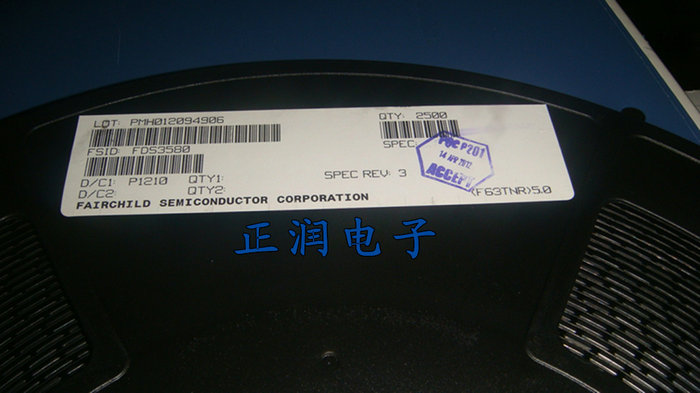 LOT: PMH012094906
QTY: 2500
FSID: FDS3580
SPEC:
D/C1: P1210 QTY1:
SPEC REV: 3
D/C2 QTY2:
FAIRCHILD SEMICONDUCTOR CORPORATION
(F63TNR)5.0
P201
14 APR 2012
ACCEPT
正润电子